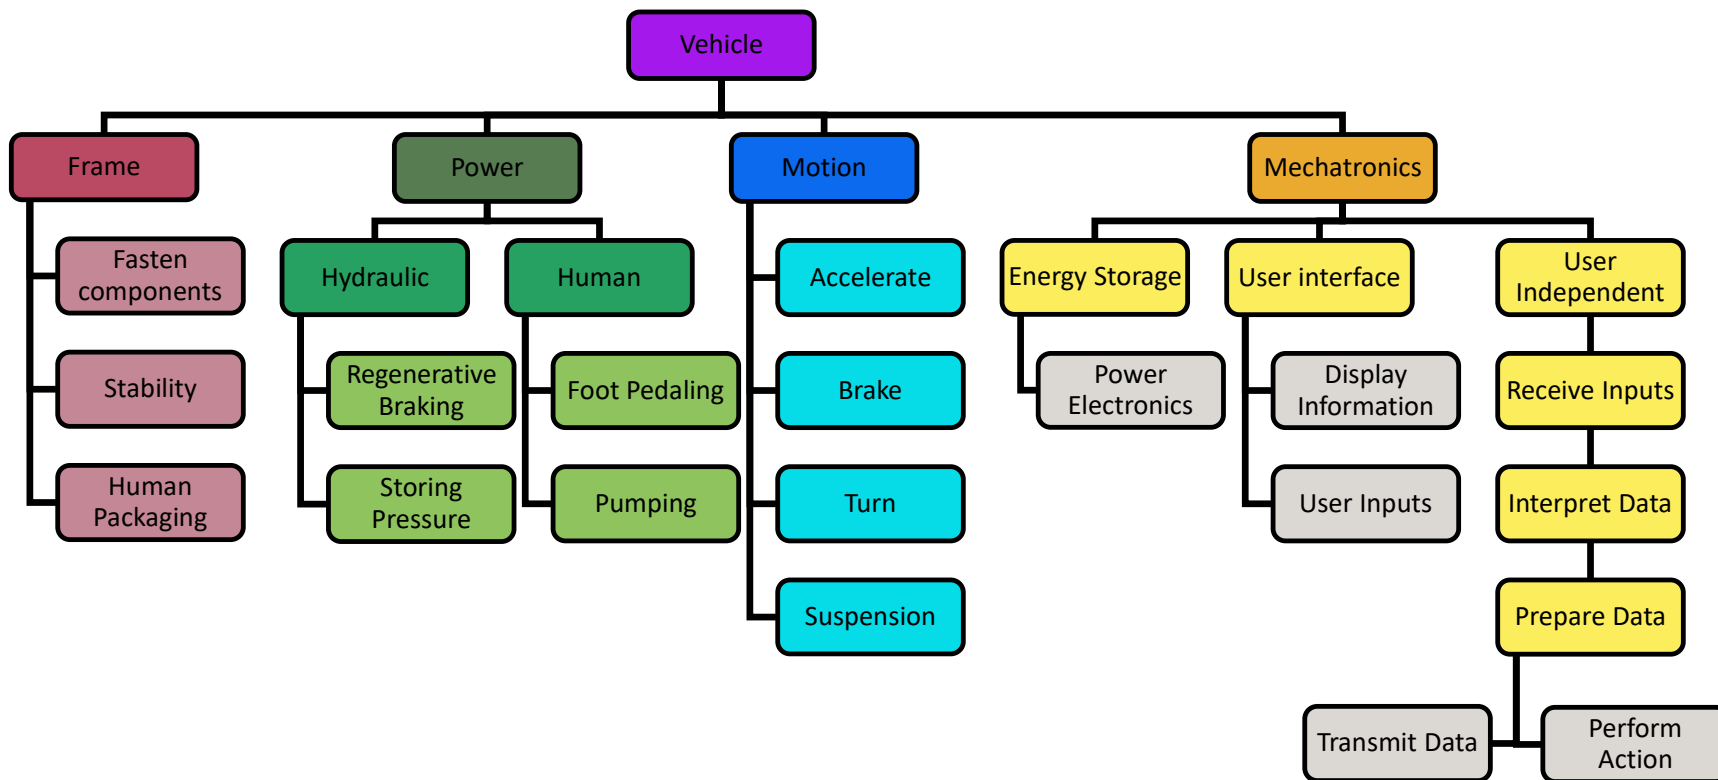 Vehicle
Frame
Power
Motion
Mechatronics
Fasten
components
Hydraulic
Human
Accelerate
Energy Storage
User interface
User
Independent
Stability
Regenerative
Braking
Foot Pedaling
Brake
Power
Electronics
Display
Information
Receive Inputs
Human
Packaging
Storing
Pressure
Pumping
Turn
User Inputs
Interpret Data
Suspension
Prepare Data
Transmit Data
Perform
Action